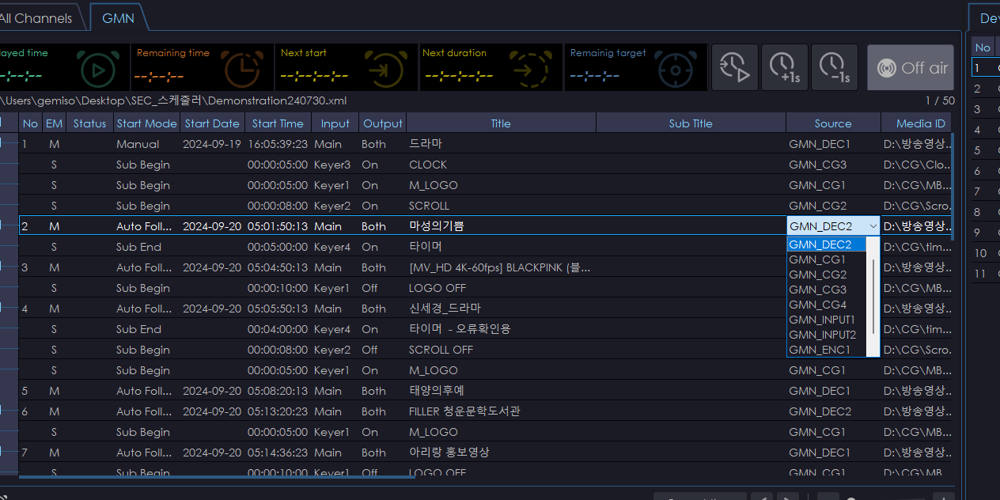 All Channels GMN Dev
ayed time Remaining time Next start Next duration Remainig target
-:--:-- --:--:-- --:--:--:-- --:--:--:-- --:--:--
+1s -1s Off air
\Users\gemiso\Desktop\SEC_스케줄러\Demonstration240730.xml 1 / 50
No EM Status Start Mode Start Date Start Time Input Output Title Sub Title Source Media ID No
1 M Manual 2024-09-19 16:05:39:23 Main Both 드라마 GMN_DEC1 D:\방송영상... 1
S Sub Begin 00:00:05:00 Keyer3 On CLOCK GMN_CG3 D:\CG\Clo... 2
S Sub Begin 00:00:05:00 Keyer1 On M_LOGO GMN_CG1 D:\CG\MB... 3
S Sub Begin 00:00:08:00 Keyer2 On SCROLL GMN_CG2 D:\CG\Scro... 4
2 M Auto Foll... 2024-09-20 05:01:50:13 Main Both 마성의기쁨 GMN_DEC2 D:\방송영상... 5
S Sub End 00:05:00:00 Keyer4 On 타이머 D:\CG\tim... 6
3 M Auto Foll... 2024-09-20 05:04:50:13 Main Both [MV_HD 4K-60fps] BLACKPINK (블... D:\방송영상... 7
S Sub Begin 00:00:10:00 Keyer1 Off LOGO OFF D:\CG\MB... 8
4 M Auto Foll... 2024-09-20 05:05:50:13 Main Both 신세경_드라마 D:\방송영상... 9
S Sub End 00:04:00:00 Keyer4 On 타이머 - 오류확인용 D:\CG\tim... 10
S Sub Begin 00:00:08:00 Keyer2 Off SCROLL OFF D:\CG\Scro... 11
GMN_DEC2
GMN_CG1
GMN_CG2
GMN_CG3
GMN_CG4
GMN_INPUT1
GMN_INPUT2
GMN_ENC1
S Sub Begin 00:00:05:00 Keyer1 On M_LOGO GMN_CG1 D:\CG\MB...
5 M Auto Foll... 2024-09-20 05:08:20:13 Main Both 태양의후예 GMN_DEC1 D:\방송영상...
6 M Auto Foll... 2024-09-20 05:13:20:23 Main Both FILLER 청운문학도서관 GMN_DEC2 D:\방송영상...
S Sub Begin 00:00:05:00 Keyer1 On M_LOGO GMN_CG1 D:\CG\MB...
7 M Auto Foll... 2024-09-20 05:14:36:23 Main Both 아리랑 홍보영상 GMN_DEC1 D:\방송영상...
S Sub Begin 00:00:10:00 Keyer1 Off LOGO OFF GMN_CG1 D:\CG\MB